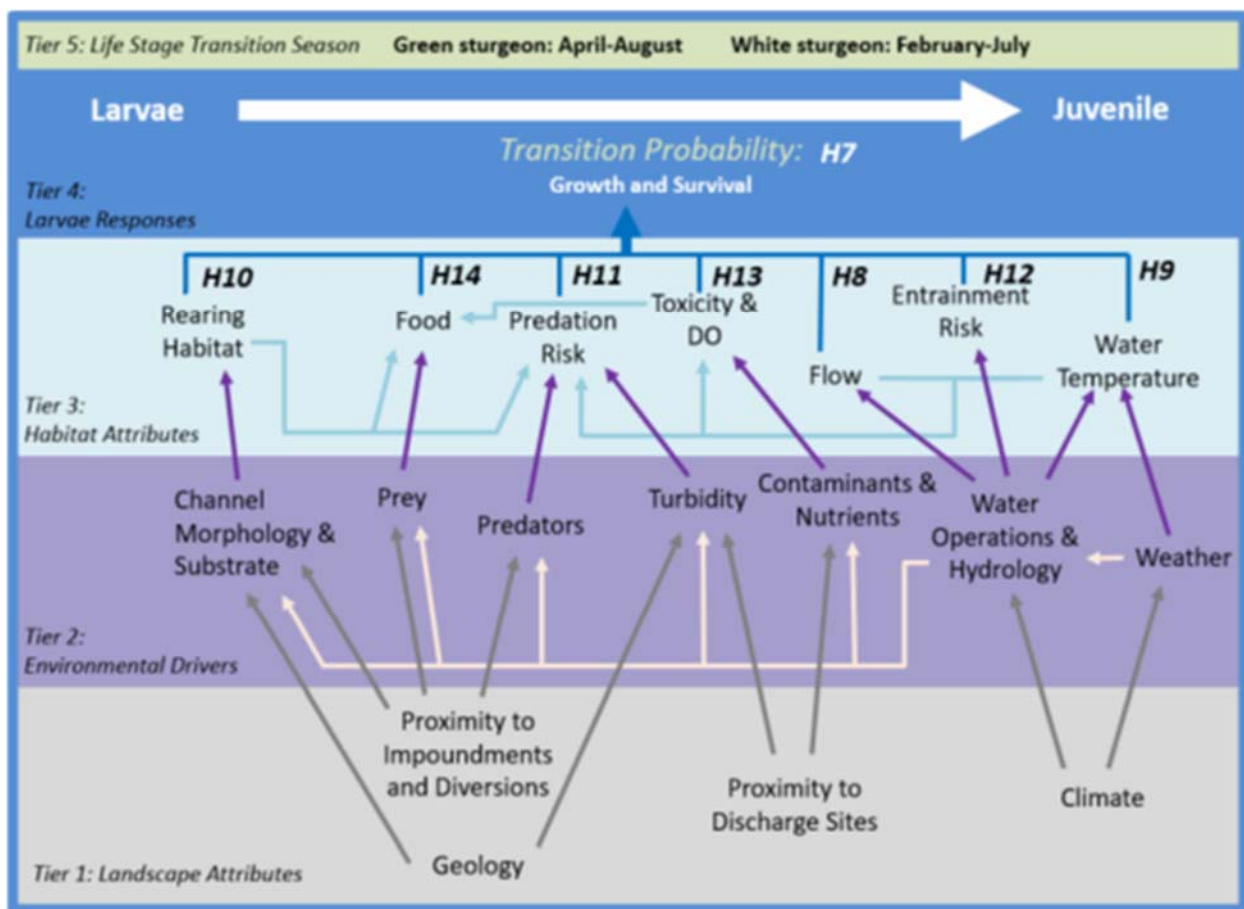 Tier 5: Life Stage Transition Season Green sturgeon: April-August White sturgeon: February-July
Larvae
Juvenile
Transition Probability: H7
Growth and Survival
Tier 4:
Larvae Responses
H10
H14
H11
H13
H8
H12
H9
Rearing
Habitat
Food
Predation
Risk
Toxicity &
DO
Flow
Entrainment
Risk
Water
Temperature
Tier 3:
Habitat Attributes
Channel
Morphology &
Substrate
Prey
Predators
Turbidity
Contaminants &
Nutrients
Water
Operations &
Hydrology
Weather
Tier 2:
Environmental Drivers
Proximity to
Impoundments
and Diversions
Proximity to
Discharge Sites
Climate
Geology
Tier 1: Landscape Attributes